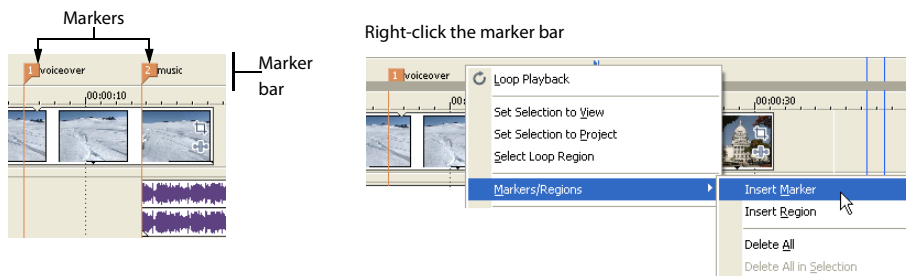 Markers
1 voiceover
2 music
Marker
bar
00:00:10
Right-click the marker bar
1 voiceover
Loop Playback
00:
00:00:30
Set Selection to View
Set Selection to Project
Select Loop Region
Markers/Regions
Insert Marker
Insert Region
Delete All
Delete All in Selection